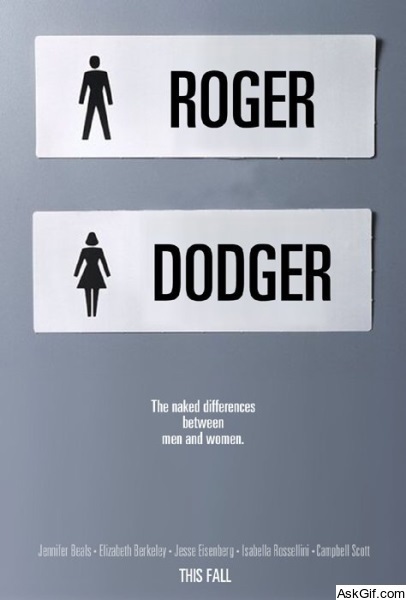 ROGER
DODGER
The naked differences
between
men and women.
Jennifer Beals • Elizabeth Berkeley • Jesse Eisenberg • Isabella Rossellini • Campbell Scott
THIS FALL
AskGif.com